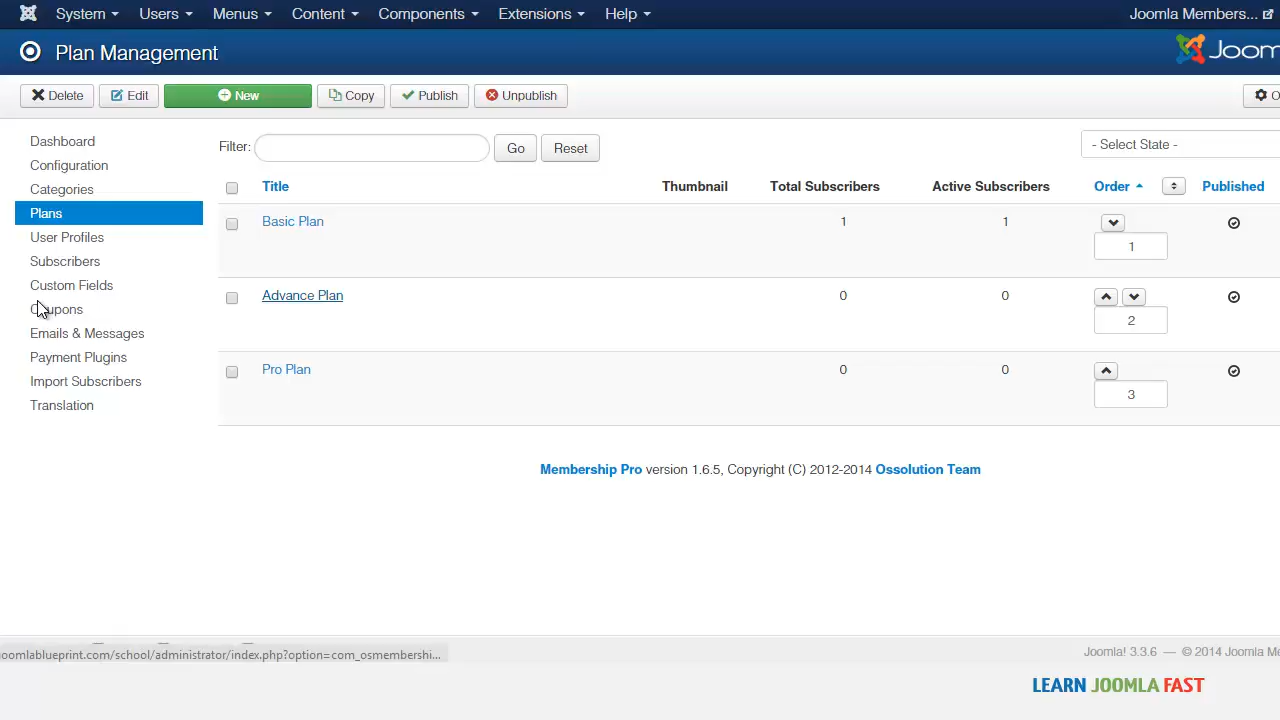 System Users Menus Content Components Extensions Help Joomla Members...
Plan Management
Joom
Delete Edit New Copy Publish Unpublish
Dashboard
Configuration
Categories
Plans
User Profiles
Subscribers
Custom Fields
Coupons
Emails & Messages
Payment Plugins
Import Subscribers
Translation
Filter: Go Reset - Select State -
Title Thumbnail Total Subscribers Active Subscribers Order Published
Basic Plan 1 1
1
Advance Plan 0 0
2
Pro Plan 0 0
3
Membership Pro version 1.6.5, Copyright (C) 2012-2014 Ossolution Team
oomlablueprint.com/school/administrator/index.php?option=com_osmembershi...
Joomla! 3.3.6 — © 2014 Joomla Me
LEARN JOOMLA FAST